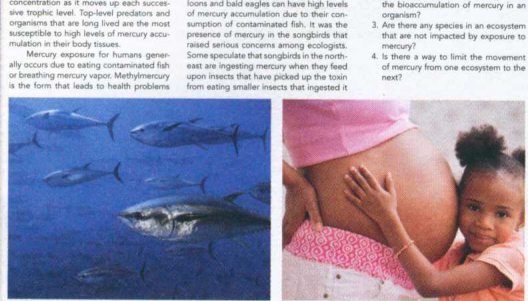 concentration as it moves up each succes-
sive trophic level. Top-level predators and
organisms that are long lived are the most
susceptible to high levels of mercury accu-
mulation in their body tissues.
Mercury exposure for humans gener-
ally occurs due to eating contaminated fish
or breathing mercury vapor. Methylmercury
is the form that leads to health problems
loons and bald eagles can have high levels
of mercury accumulation due to their con-
sumption of contaminated fish. It was the
presence of mercury in the songbirds that
raised serious concerns among ecologists.
Some speculate that songbirds in the north-
east are ingesting mercury when they feed
upon insects that have picked up the toxin
from eating smaller insects that ingested it
the bioaccumulation of mercury in an
organism?
3. Are there any species in an ecosystem
that are not impacted by exposure to
mercury?
4. Is there a way to limit the movement
of mercury from one ecosystem to the
next?